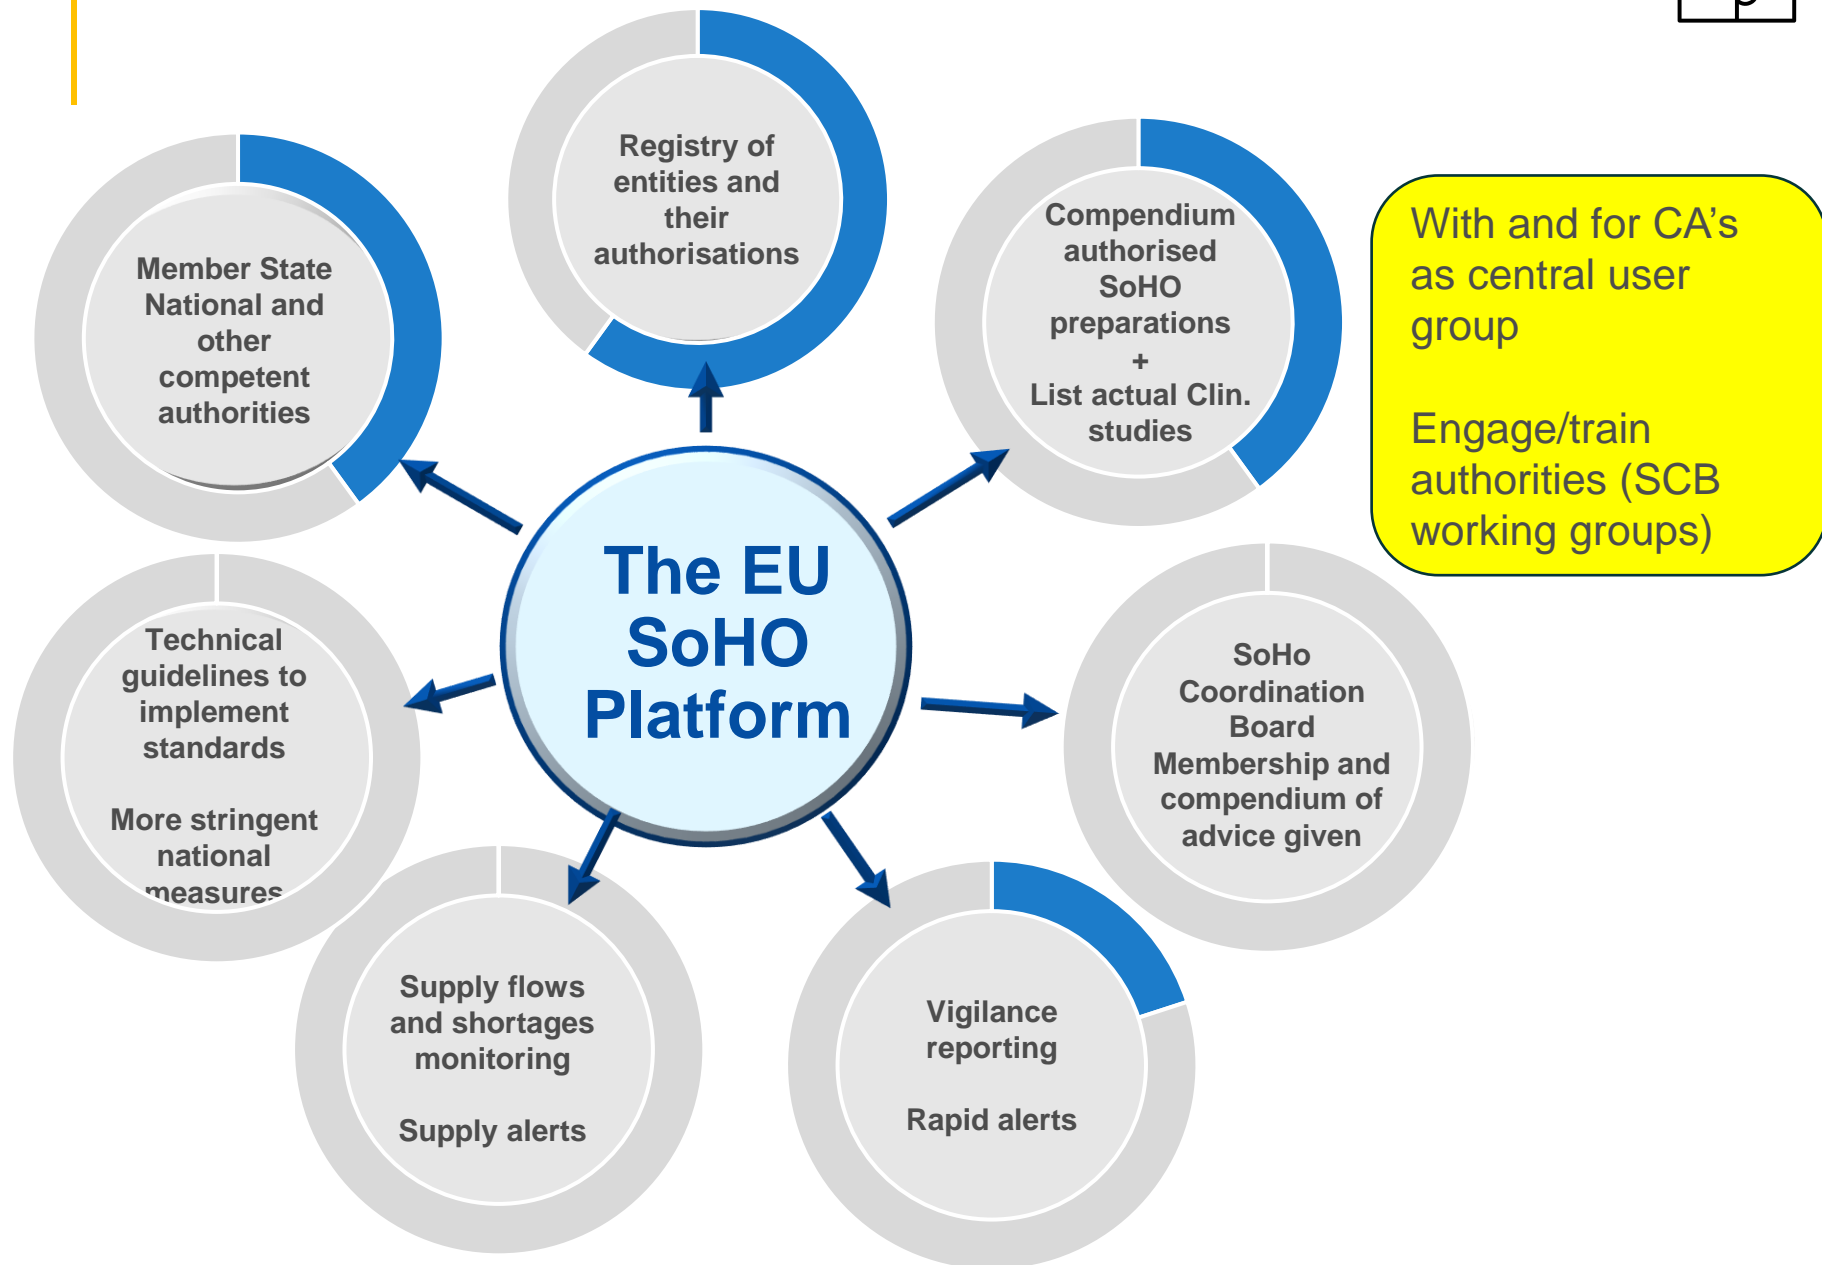 Registry of
entities and
their
authorisations
Member State
National and
other
competent
authorities
Compendium
authorised
SoHO
preparations
+
List actual Clin.
studies
With and for CA's
as central user
group
Engage/train
authorities (SCB
working groups)
The EU
SoHO
Platform
Technical
guidelines to
implement
standards
More stringent
national
measures
SoHo
Coordination
Board
Membership and
compendium of
advice given
Supply flows
and shortages
monitoring
Supply alerts
Vigilance
reporting
Rapid alerts